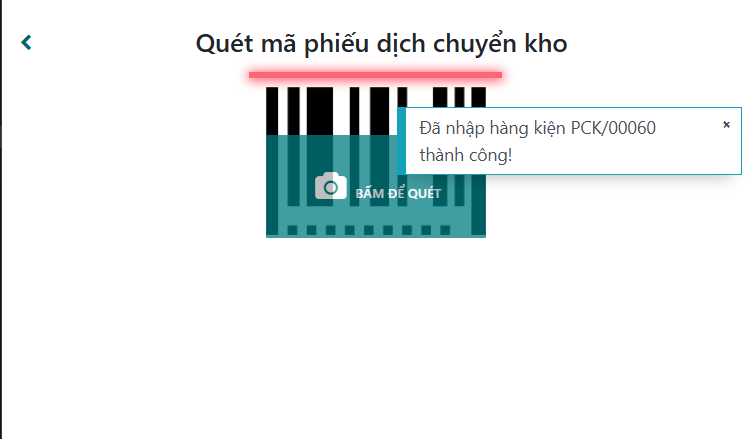 Quét mã phiếu dịch chuyển kho
Đã nhập hàng kiện PCK/00060
thành công!
×
BẤM ĐỂ QUÉT